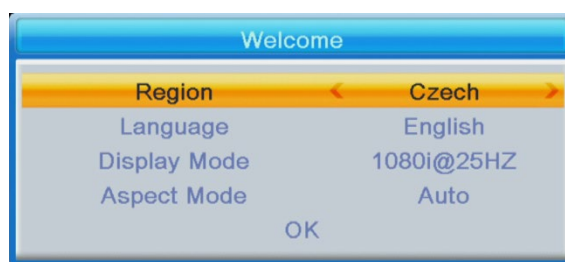 Welcome
Region < Czech >
Language English
Display Mode 1080i@25HZ
Aspect Mode Auto
OK